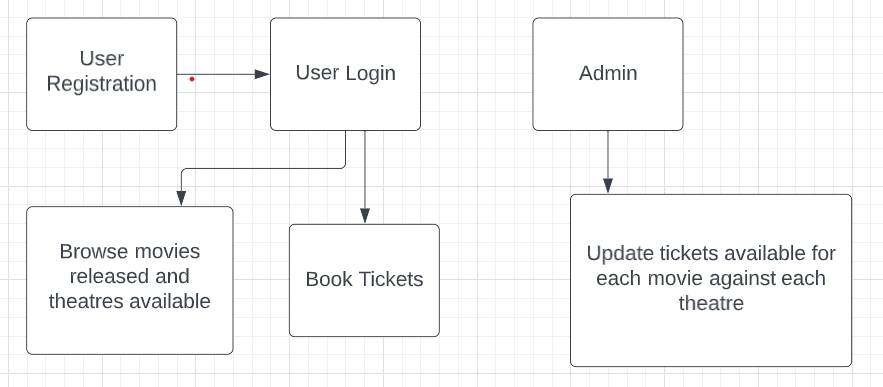 User
Registration
User Login
Admin
Browse movies
released and
theatres available
Book Tickets
Update tickets available for
each movie against each
theatre